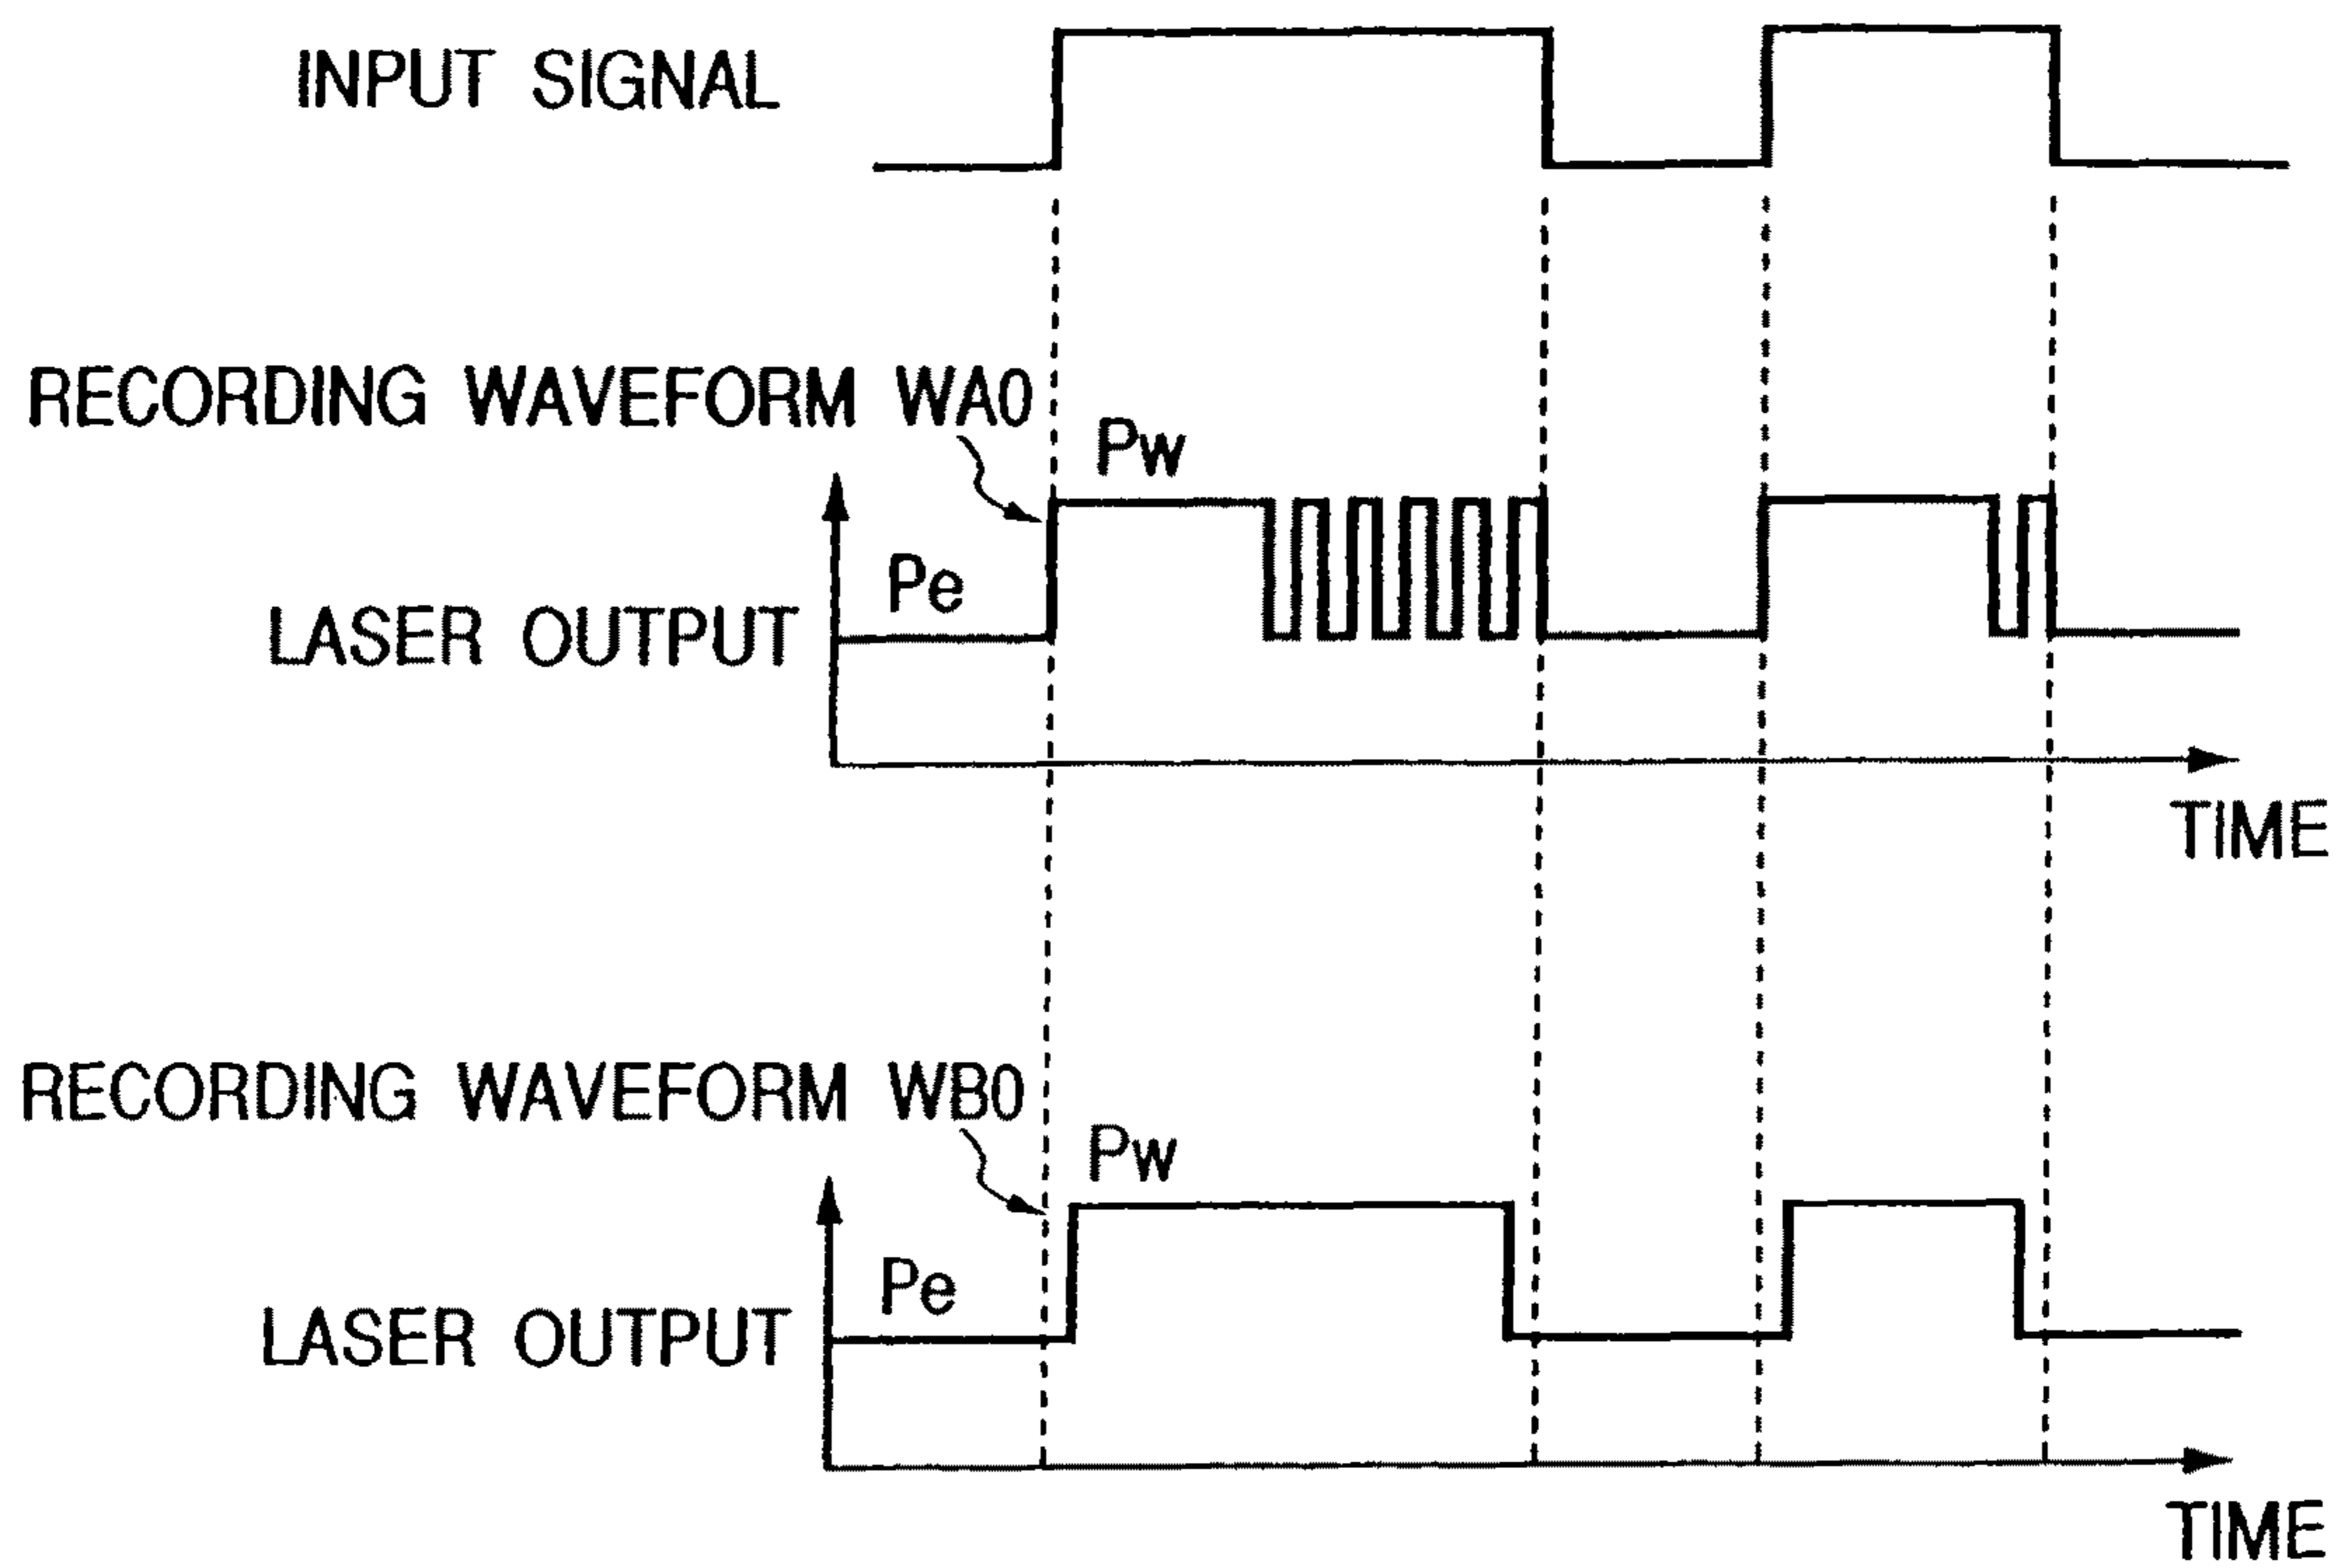 INPUT SIGNAL
RECORDING WAVEFORM WA0
Pw
Pe
LASER OUTPUT
TIME
RECORDING WAVEFORM WB0
Pw
Pe
LASER OUTPUT
TIME